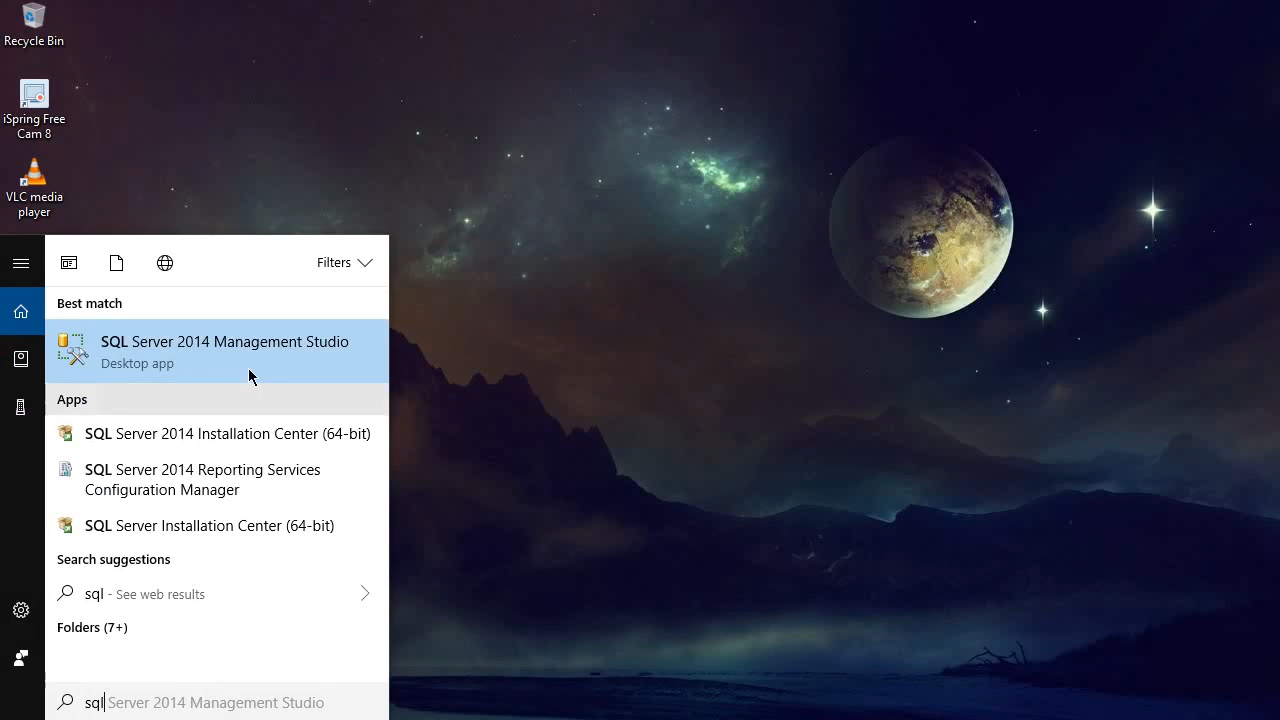 Recycle Bin
iSpring Free
Cam 8
VLC media
player
Filters
Best match
SQL Server 2014 Management Studio
Desktop app
Apps
SQL Server 2014 Installation Center (64-bit)
SQL Server 2014 Reporting Services
Configuration Manager
SQL Server Installation Center (64-bit)
Search suggestions
sql - See web results
Folders (7+)
sql Server 2014 Management Studio